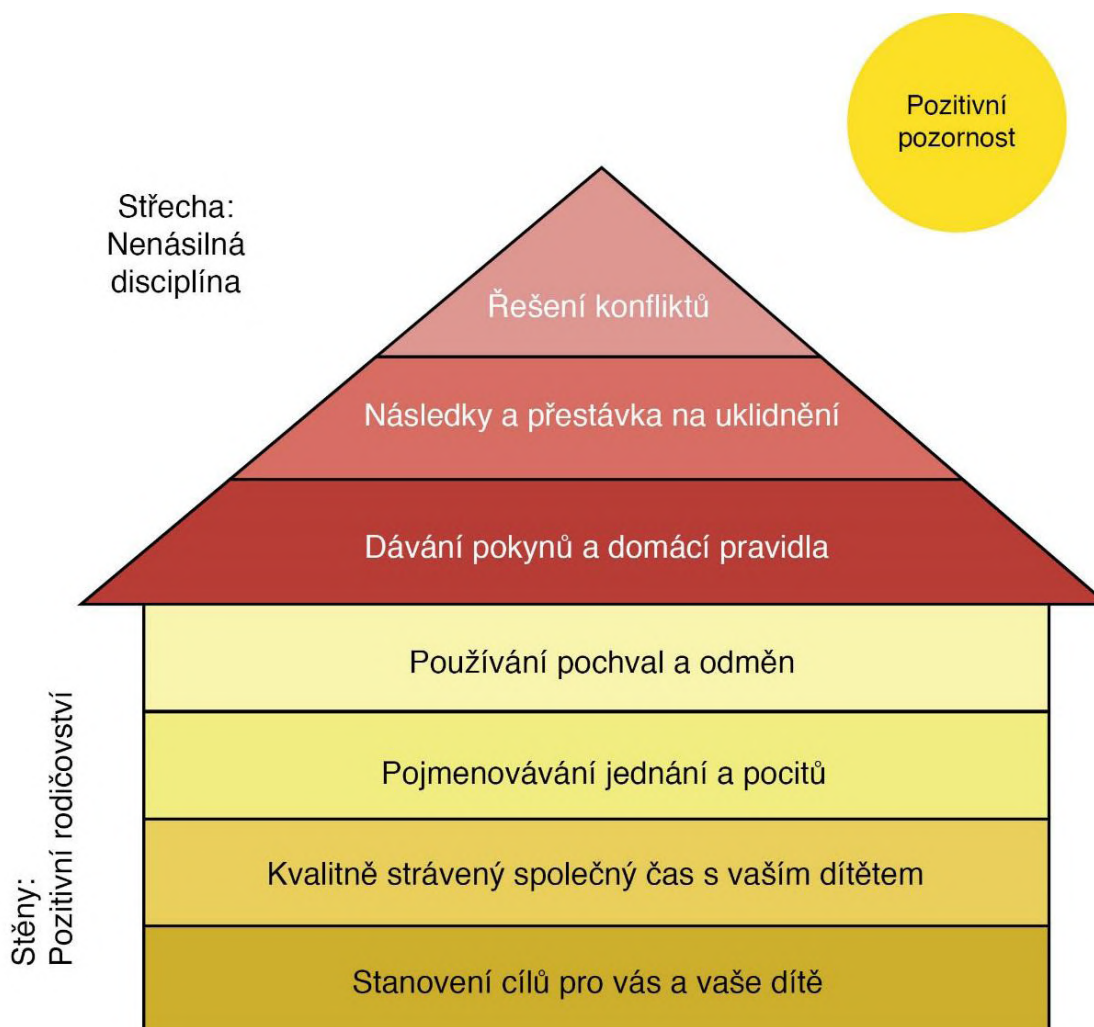 Pozitivní
pozornost
Střecha:
Nenásilná
disciplína
Řešení konfliktů
Následky a přestávka na uklidnění
Dávání pokynů a domácí pravidla
Používání pochval a odměn
Pojmenovávání jednání a pocitů
Kvalitně strávený společný čas s vaším dítětem
Stanovení cílů pro vás a vaše dítě
Stěny:
Pozitivní rodičovství